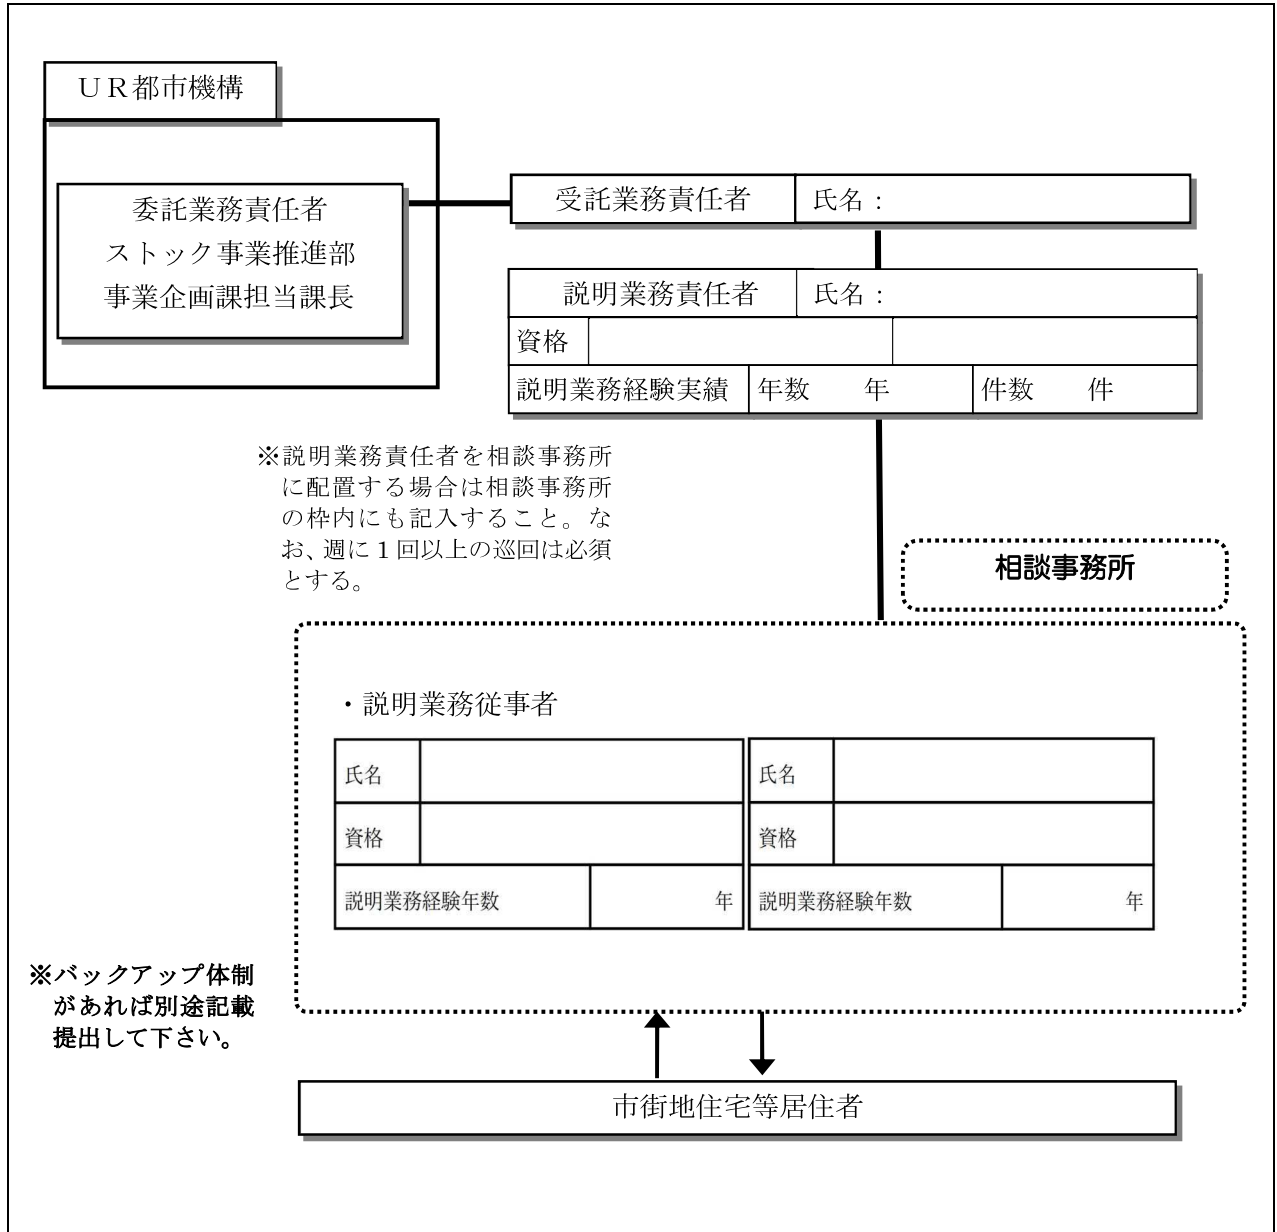 ＵＲ都市機構
委託業務責任者
ストック事業推進部
事業企画課担当課長
受託業務責任者 氏名：
説明業務責任者 氏名：
資格
説明業務経験実績 年数 年 件数 件
※説明業務責任者を相談事務所
に配置する場合は相談事務所
の枠内にも記入すること。な
お、週に１回以上の巡回は必須
とする。
相談事務所
・説明業務従事者
氏名 氏名
資格 資格
説明業務経験年数 年 説明業務経験年数 年
※バックアップ体制
があれば別途記載
提出して下さい。
市街地住宅等居住者